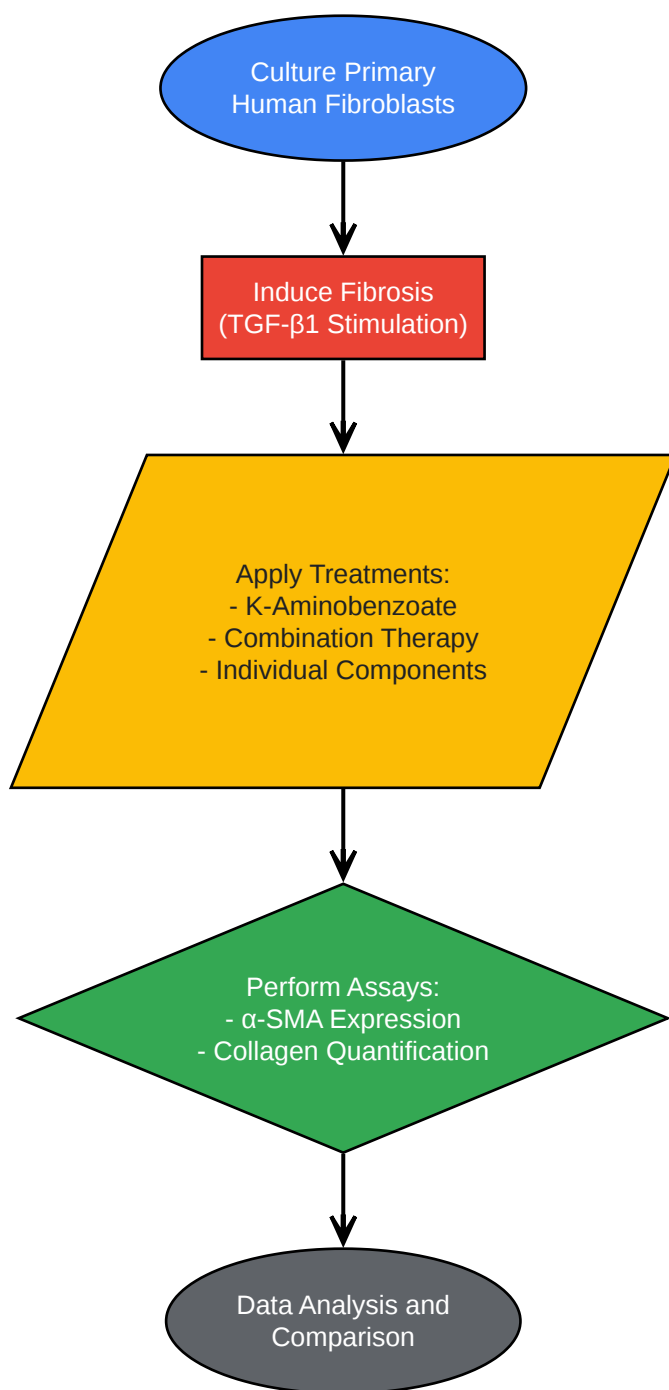 Culture Primary
Human Fibroblasts
Induce Fibrosis
(TGF-β1 Stimulation)
Apply Treatments:
- K-Aminobenzoate
- Combination Therapy
- Individual Components
Perform Assays:
- α-SMA Expression
- Collagen Quantification
Data Analysis and
Comparison